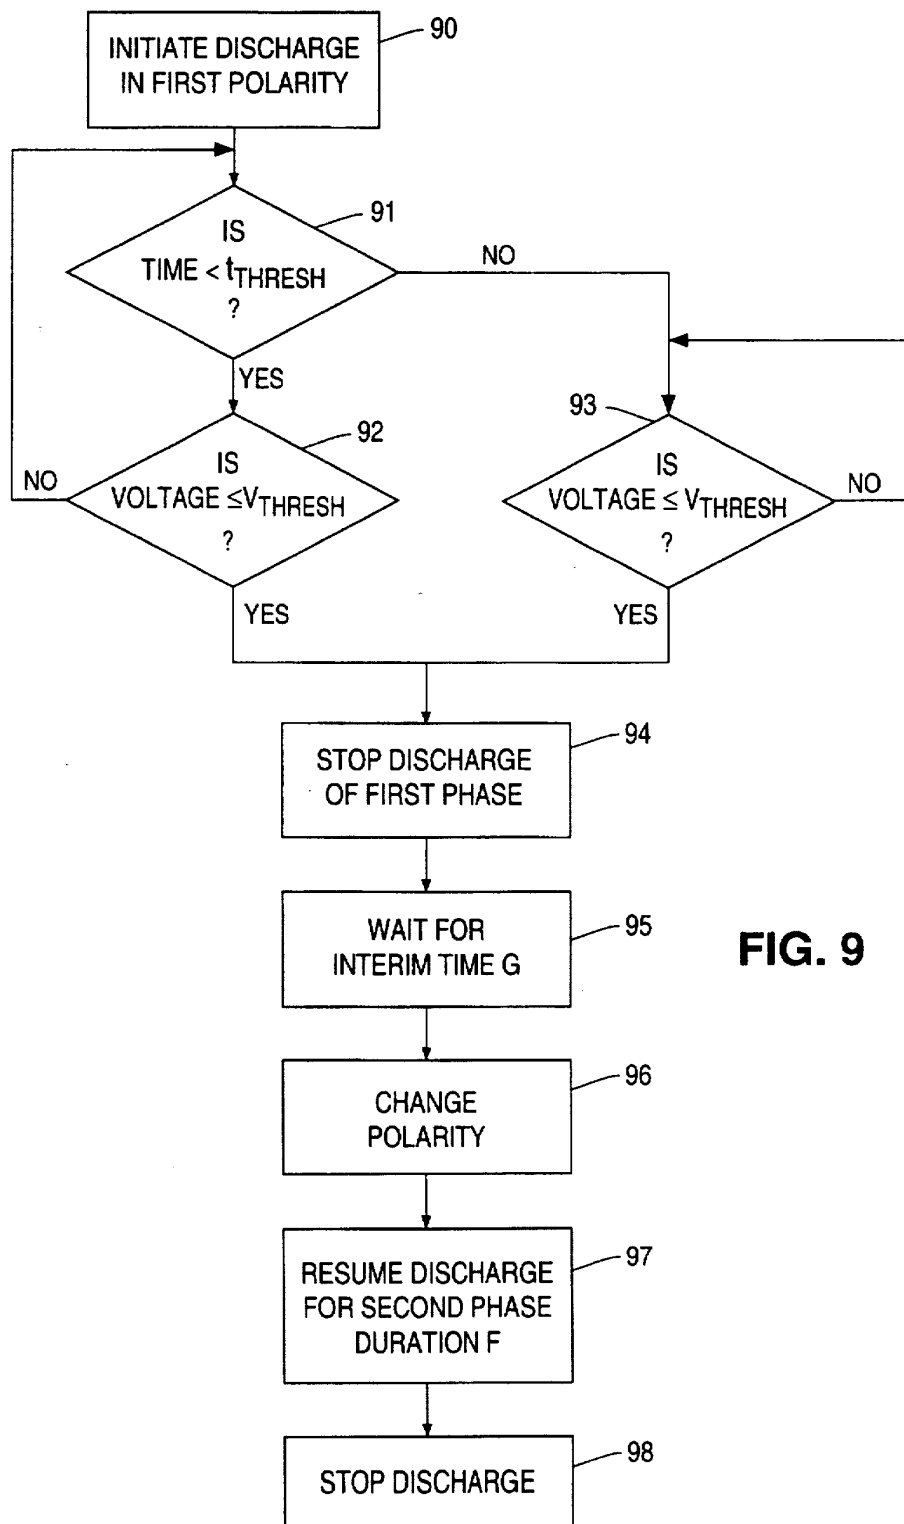 INITIATE DISCHARGE
IN FIRST POLARITY
90
IS
TIME < tTHRESH
?
91
NO
YES
IS
VOLTAGE ≤VTHRESH
?
92
NO
YES
IS
VOLTAGE ≤ VTHRESH
?
93
NO
YES
STOP DISCHARGE
OF FIRST PHASE
94
WAIT FOR
INTERIM TIME G
95
FIG. 9
CHANGE
POLARITY
96
RESUME DISCHARGE
FOR SECOND PHASE
DURATION F
97
STOP DISCHARGE
98